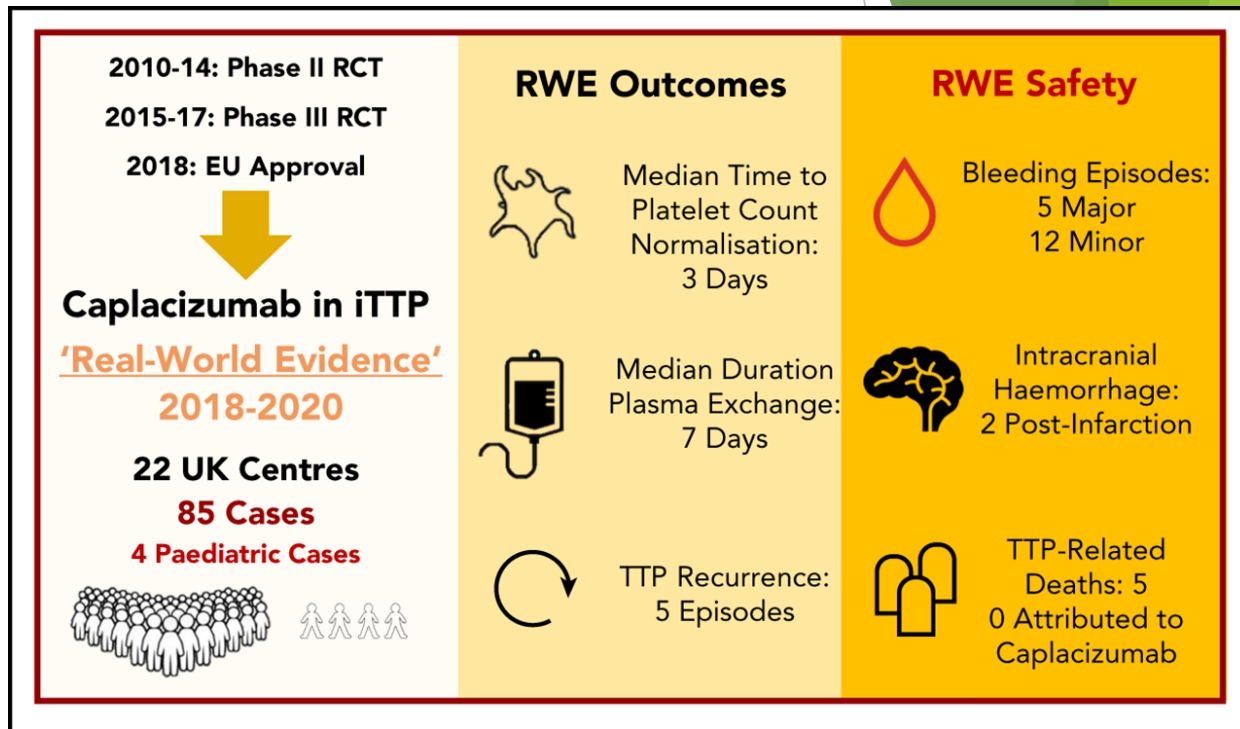 2010-14: Phase II RCT
2015-17: Phase III RCT
2018: EU Approval
Caplacizumab in iTTP
‘Real-World Evidence’
2018-2020
22 UK Centres
85 Cases
4 Paediatric Cases
RWE Outcomes
Median Time to
Platelet Count
Normalisation:
3 Days
Median Duration
Plasma Exchange:
7 Days
TTP Recurrence:
5 Episodes
RWE Safety
Bleeding Episodes:
5 Major
12 Minor
Intracranial
Haemorrhage:
2 Post-Infarction
TTP-Related
Deaths: 5
0 Attributed to
Caplacizumab